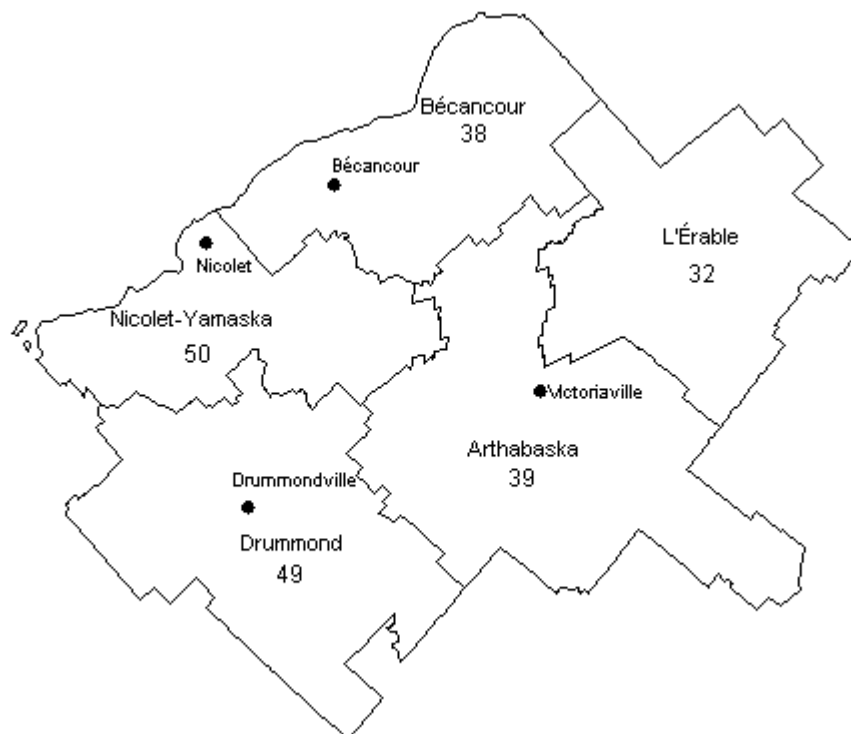 Bécancour
38
Bécancour
L'Érable
32
Nicolet
Nicolet-Yamaska
50
Victoriaville
Arthabaska
39
Drummondville
Drummond
49